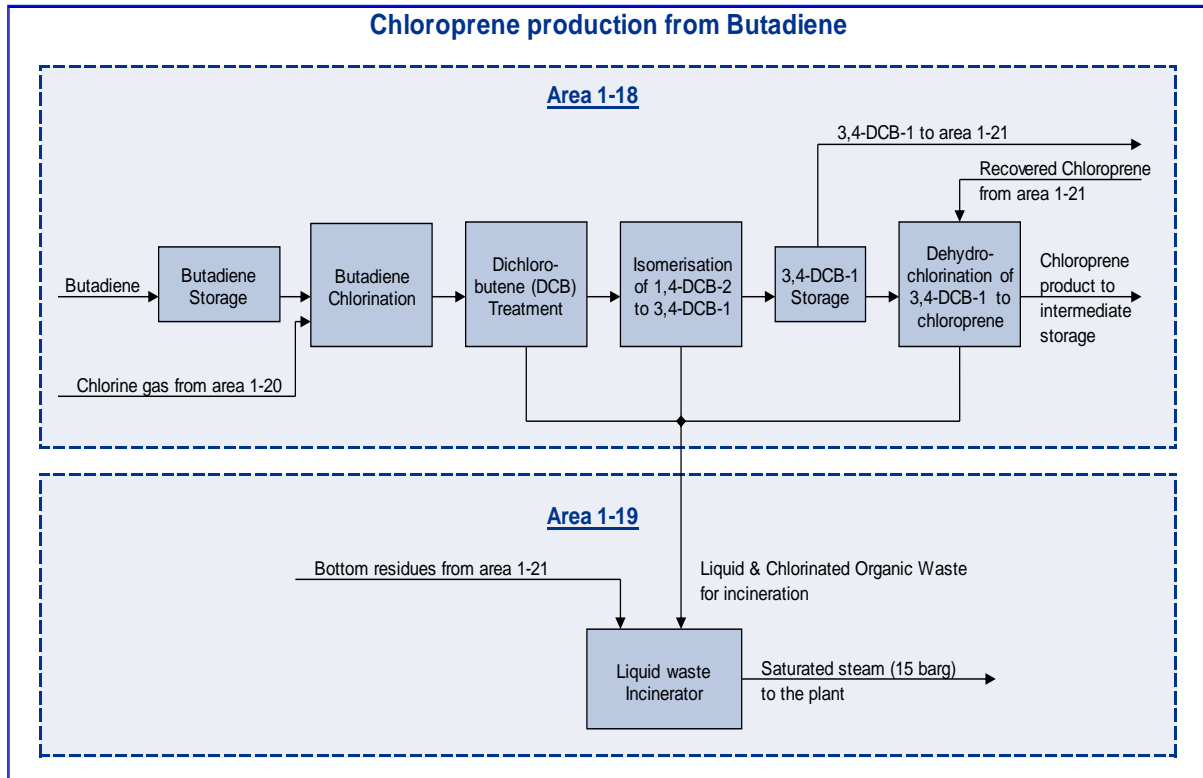 Chloroprene production from Butadiene
Area 1-18
3,4-DCB-1 to area 1-21
Recovered Chloroprene
from area 1-21
Butadiene
Butadiene
Storage
Butadiene
Chlorination
Dichloro-
butene (DCB)
Treatment
Isomerisation
of 1,4-DCB-2
to 3,4-DCB-1
3,4-DCB-1
Storage
Dehydro-
chlorination of
3,4-DCB-1 to
chloroprene
Chloroprene
product to
intermediate
storage
Chlorine gas from area 1-20
Area 1-19
Bottom residues from area 1-21
Liquid & Chlorinated Organic Waste
for incineration
Liquid waste
Incinerator
Saturated steam (15 barg)
to the plant